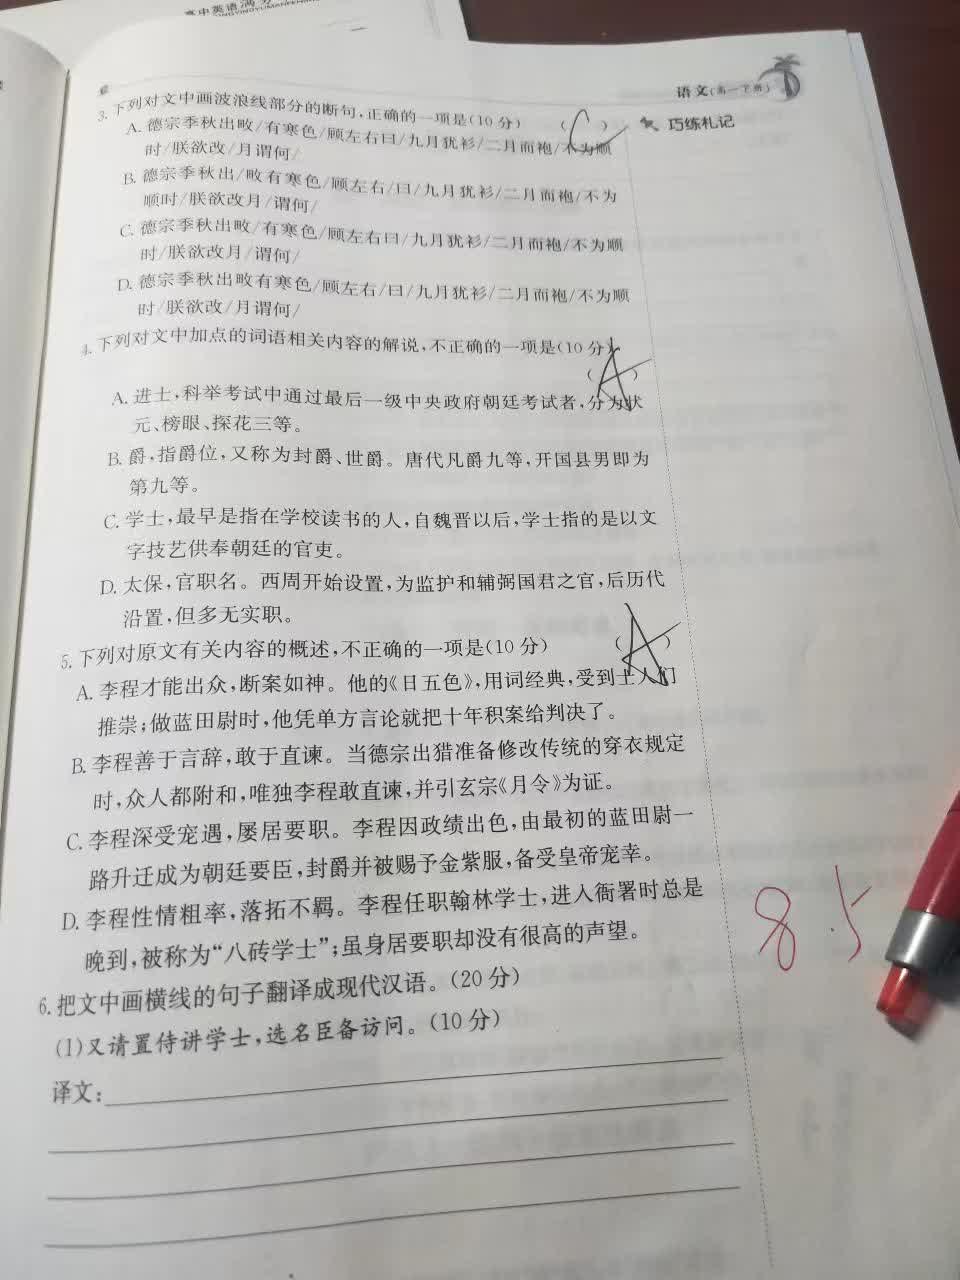 高中英语满分
语文(高一下册)
巧练札记
3. 下列对文中画波浪线部分的断句,正确的一项是(10分) ( C )
A. 德宗季秋出畋/有寒色/顾左右曰/九月犹衫/二月而袍/不为顺
时/朕欲改/月谓何/
B. 德宗季秋出/畋有寒色/顾左右/曰/九月犹衫/二月而袍/不为
顺时/朕欲改月/谓何/
C. 德宗季秋出畋/有寒色/顾左右曰/九月犹衫/二月而袍/不为顺
时/朕欲改月/谓何/
D. 德宗季秋出畋有寒色/顾左右/曰/九月犹衫/二月而袍/不为顺
时/朕欲改/月谓何/
4. 下列对文中加点的词语相关内容的解说,不正确的一项是(10分)
( A )
A. 进士,科举考试中通过最后一级中央政府朝廷考试者,分为状
元、榜眼、探花三等。
B. 爵,指爵位,又称为封爵、世爵。唐代凡爵九等,开国县男即为
第九等。
C. 学士,最早是指在学校读书的人,自魏晋以后,学士指的是以文
字技艺供奉朝廷的官吏。
D. 太保,官职名。西周开始设置,为监护和辅弼国君之官,后历代
沿置,但多无实职。
5. 下列对原文有关内容的概述,不正确的一项是(10分) ( A )
A. 李程才能出众,断案如神。他的《日五色》,用词经典,受到士人们
推崇;做蓝田尉时,他凭单方言论就把十年积案给判决了。
B. 李程善于言辞,敢于直谏。当德宗出猎准备修改传统的穿衣规定
时,众人都附和,唯独李程敢直谏,并引玄宗《月令》为证。
C. 李程深受宠遇,屡居要职。李程因政绩出色,由最初的蓝田尉一
路升迁成为朝廷要臣,封爵并被赐予金紫服,备受皇帝宠幸。
D. 李程性情粗率,落拓不羁。李程任职翰林学士,进入衙署时总是
晚到,被称为“八砖学士”;虽身居要职却没有很高的声望。
8.5
6. 把文中画横线的句子翻译成现代汉语。(20分)
(1)又请置侍讲学士,选名臣备访问。(10分)
译文: